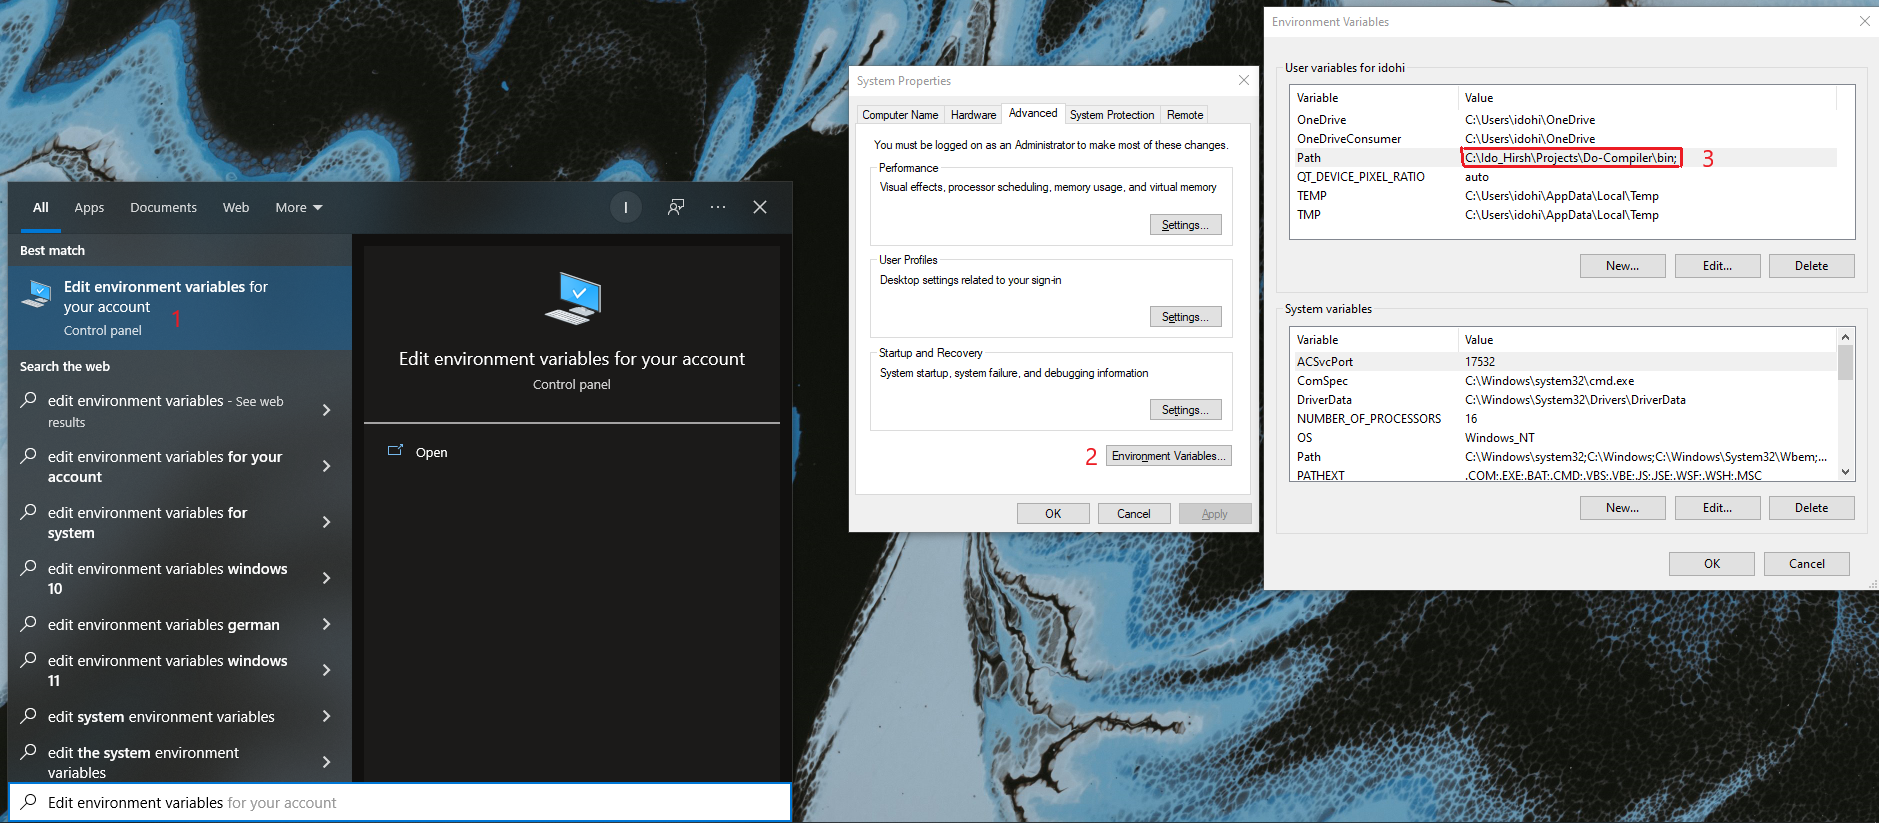 All Apps Documents Web More
I
Best match
Edit environment variables for
your account
Control panel
1
Search the web
edit environment variables - See web
results
edit environment variables for your
account
edit environment variables for
system
edit environment variables windows
10
edit environment variables german
edit environment variables windows
11
edit system environment variables
edit the system environment
variables
Edit environment variables for your account
Edit environment variables for your account
Control panel
Open
System Properties
Computer Name Hardware Advanced System Protection Remote
You must be logged on as an Administrator to make most of these changes.
Performance
Visual effects, processor scheduling, memory usage, and virtual memory
Settings...
User Profiles
Desktop settings related to your sign-in
Settings...
Startup and Recovery
System startup, system failure, and debugging information
Settings...
2 Environment Variables...
OK Cancel Apply
Environment Variables
User variables for idohi
Variable Value
OneDrive C:\Users\idohi\OneDrive
OneDriveConsumer C:\Users\idohi\OneDrive
Path C:\Ido_Hirsh\Projects\Do-Compiler\bin; 3
QT_DEVICE_PIXEL_RATIO auto
TEMP C:\Users\idohi\AppData\Local\Temp
TMP C:\Users\idohi\AppData\Local\Temp
New... Edit... Delete
System variables
Variable Value
ACSvcPort 17532
ComSpec C:\Windows\system32\cmd.exe
DriverData C:\Windows\System32\Drivers\DriverData
NUMBER_OF_PROCESSORS 16
OS Windows_NT
Path C:\Windows\system32;C:\Windows;C:\Windows\System32\Wbem;...
PATHEXT .COM;.EXE;.BAT;.CMD;.VBS;.VBE;.JS;.JSE;.WSF;.WSH;.MSC
New... Edit... Delete
OK Cancel